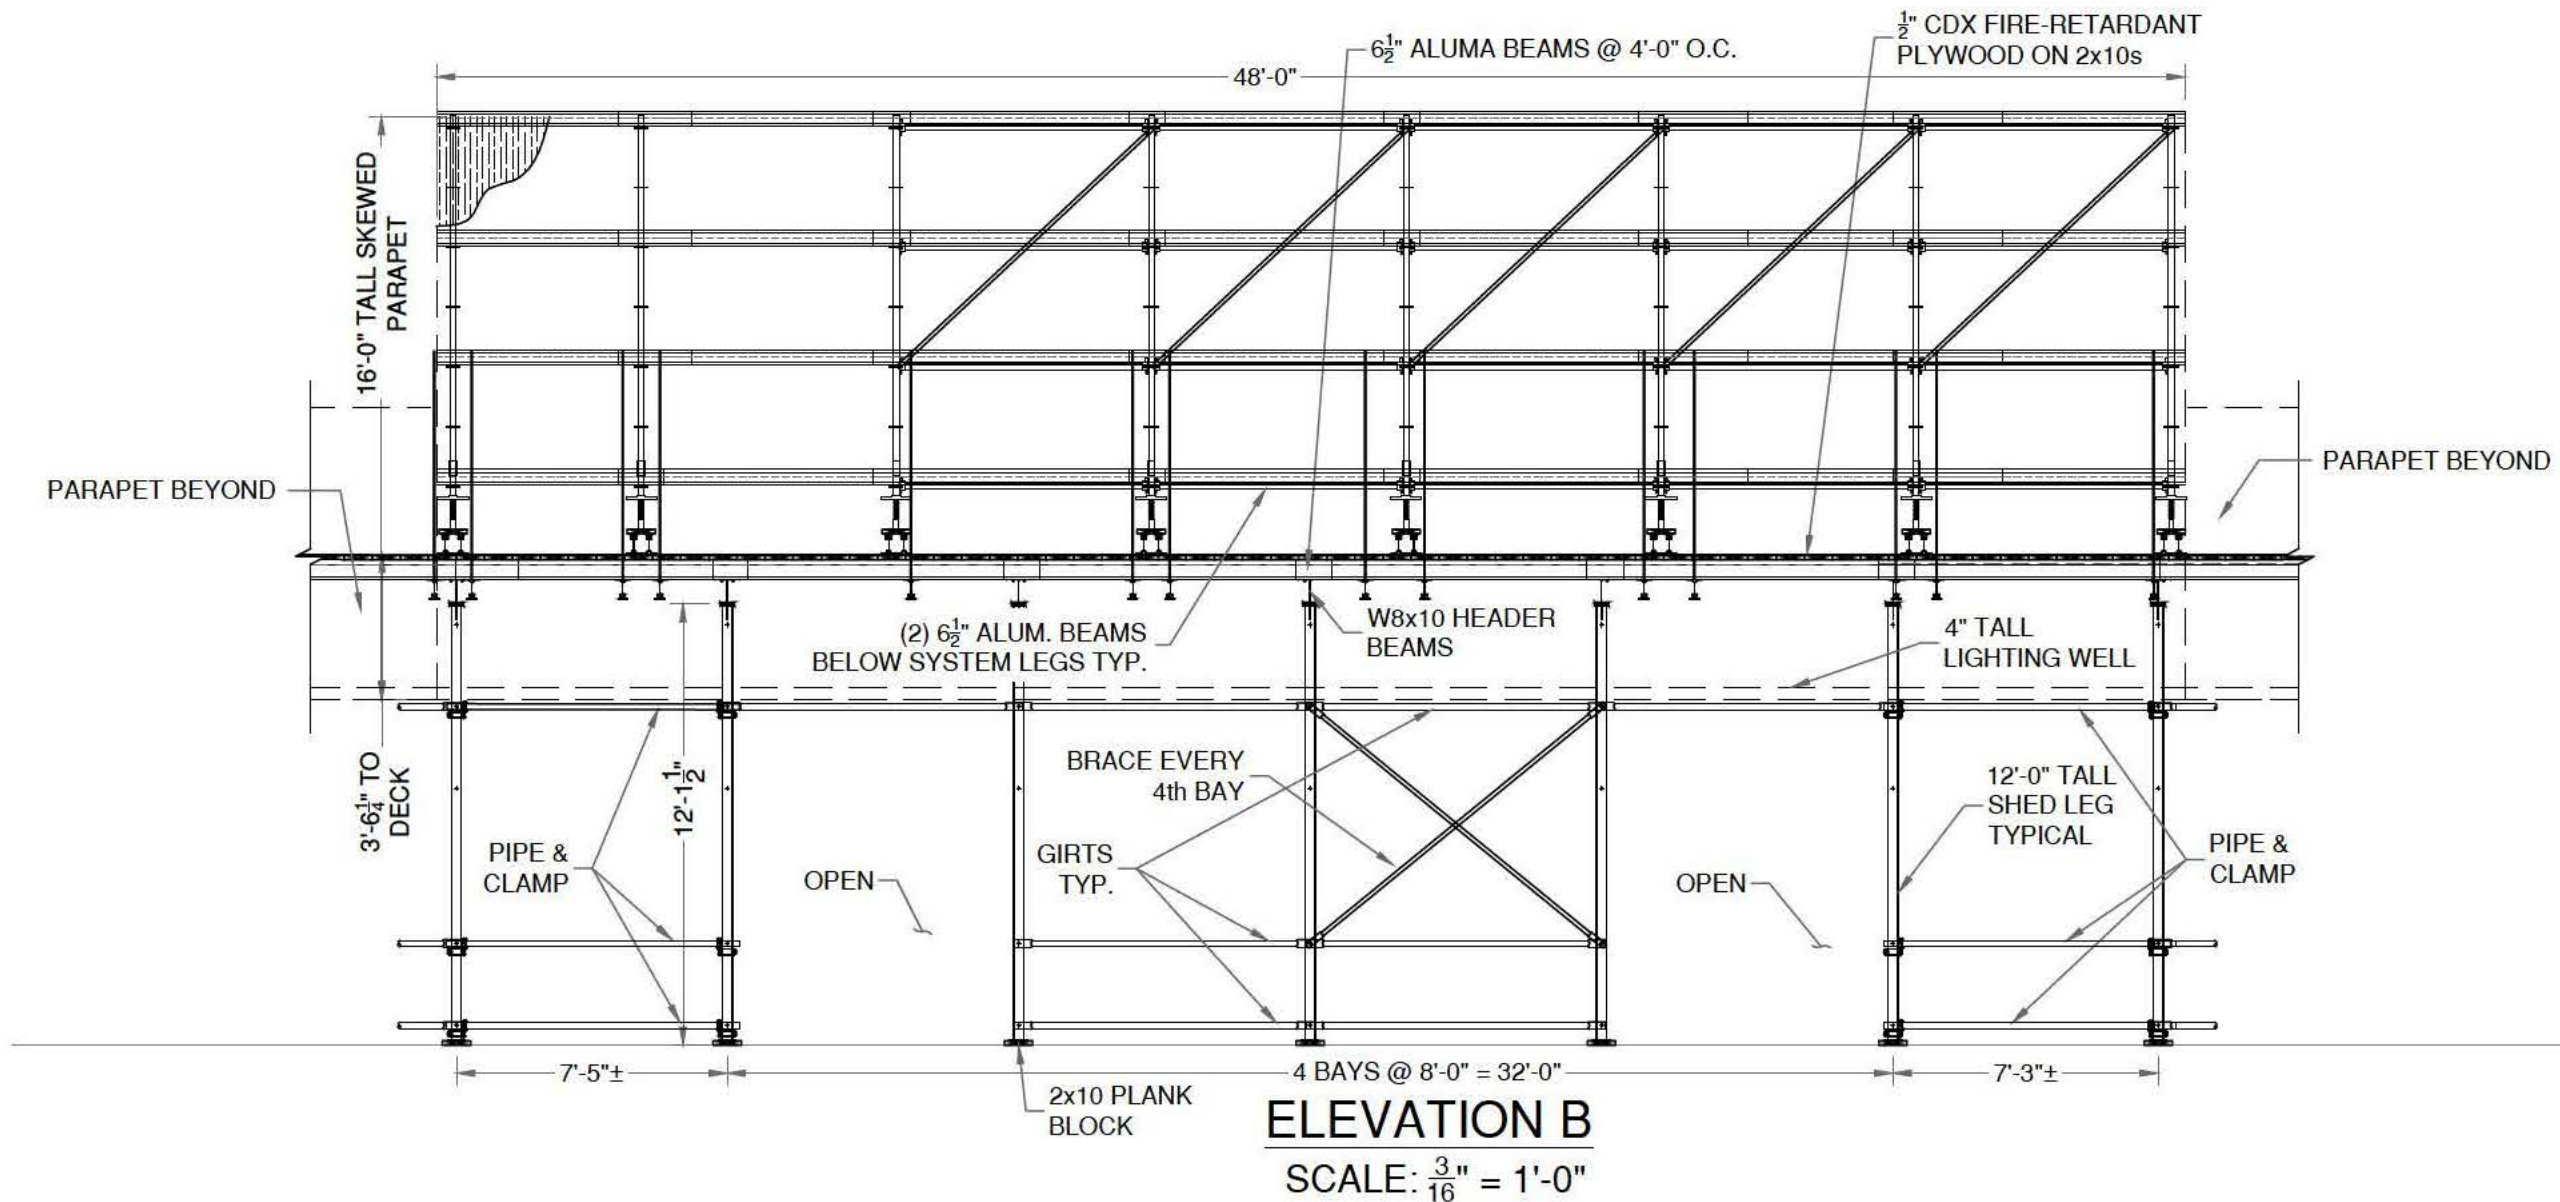 6½" ALUMA BEAMS @ 4'-0" O.C.
½" CDX FIRE-RETARDANT
PLYWOOD ON 2x10s
48'-0"
16'-0" TALL SKEWED
PARAPET
PARAPET BEYOND
PARAPET BEYOND
(2) 6½" ALUM. BEAMS
BELOW SYSTEM LEGS TYP.
W8x10 HEADER
BEAMS
4" TALL
LIGHTING WELL
3'-6¼" TO
DECK
12'-1½"
BRACE EVERY
4th BAY
12'-0" TALL
SHED LEG
TYPICAL
PIPE &
CLAMP
OPEN
GIRTS
TYP.
OPEN
PIPE &
CLAMP
7'-5"±
4 BAYS @ 8'-0" = 32'-0"
7'-3"±
2x10 PLANK
BLOCK
ELEVATION B
SCALE: 3/16" = 1'-0"